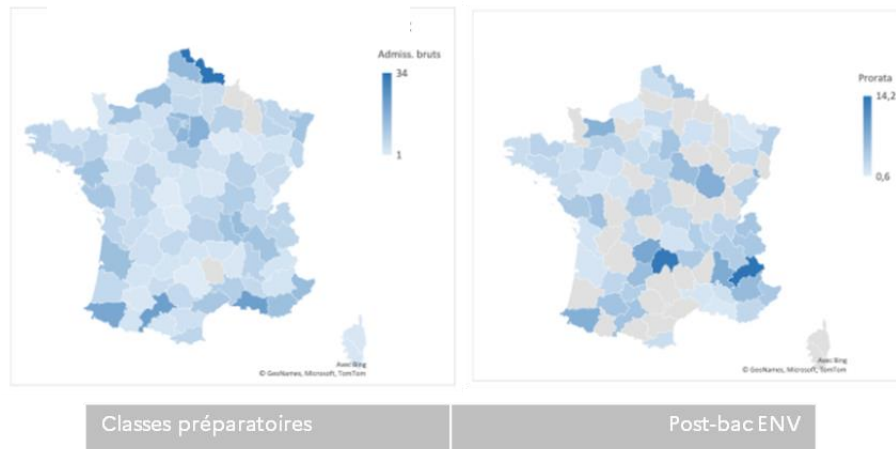 Admiss. bruts
34
1
Avec Bing
© GeoNames, Microsoft, TomTom
Prorata
14,2
0,6
Avec Bing
© GeoNames, Microsoft, TomTom
Classes préparatoires
Post-bac ENV